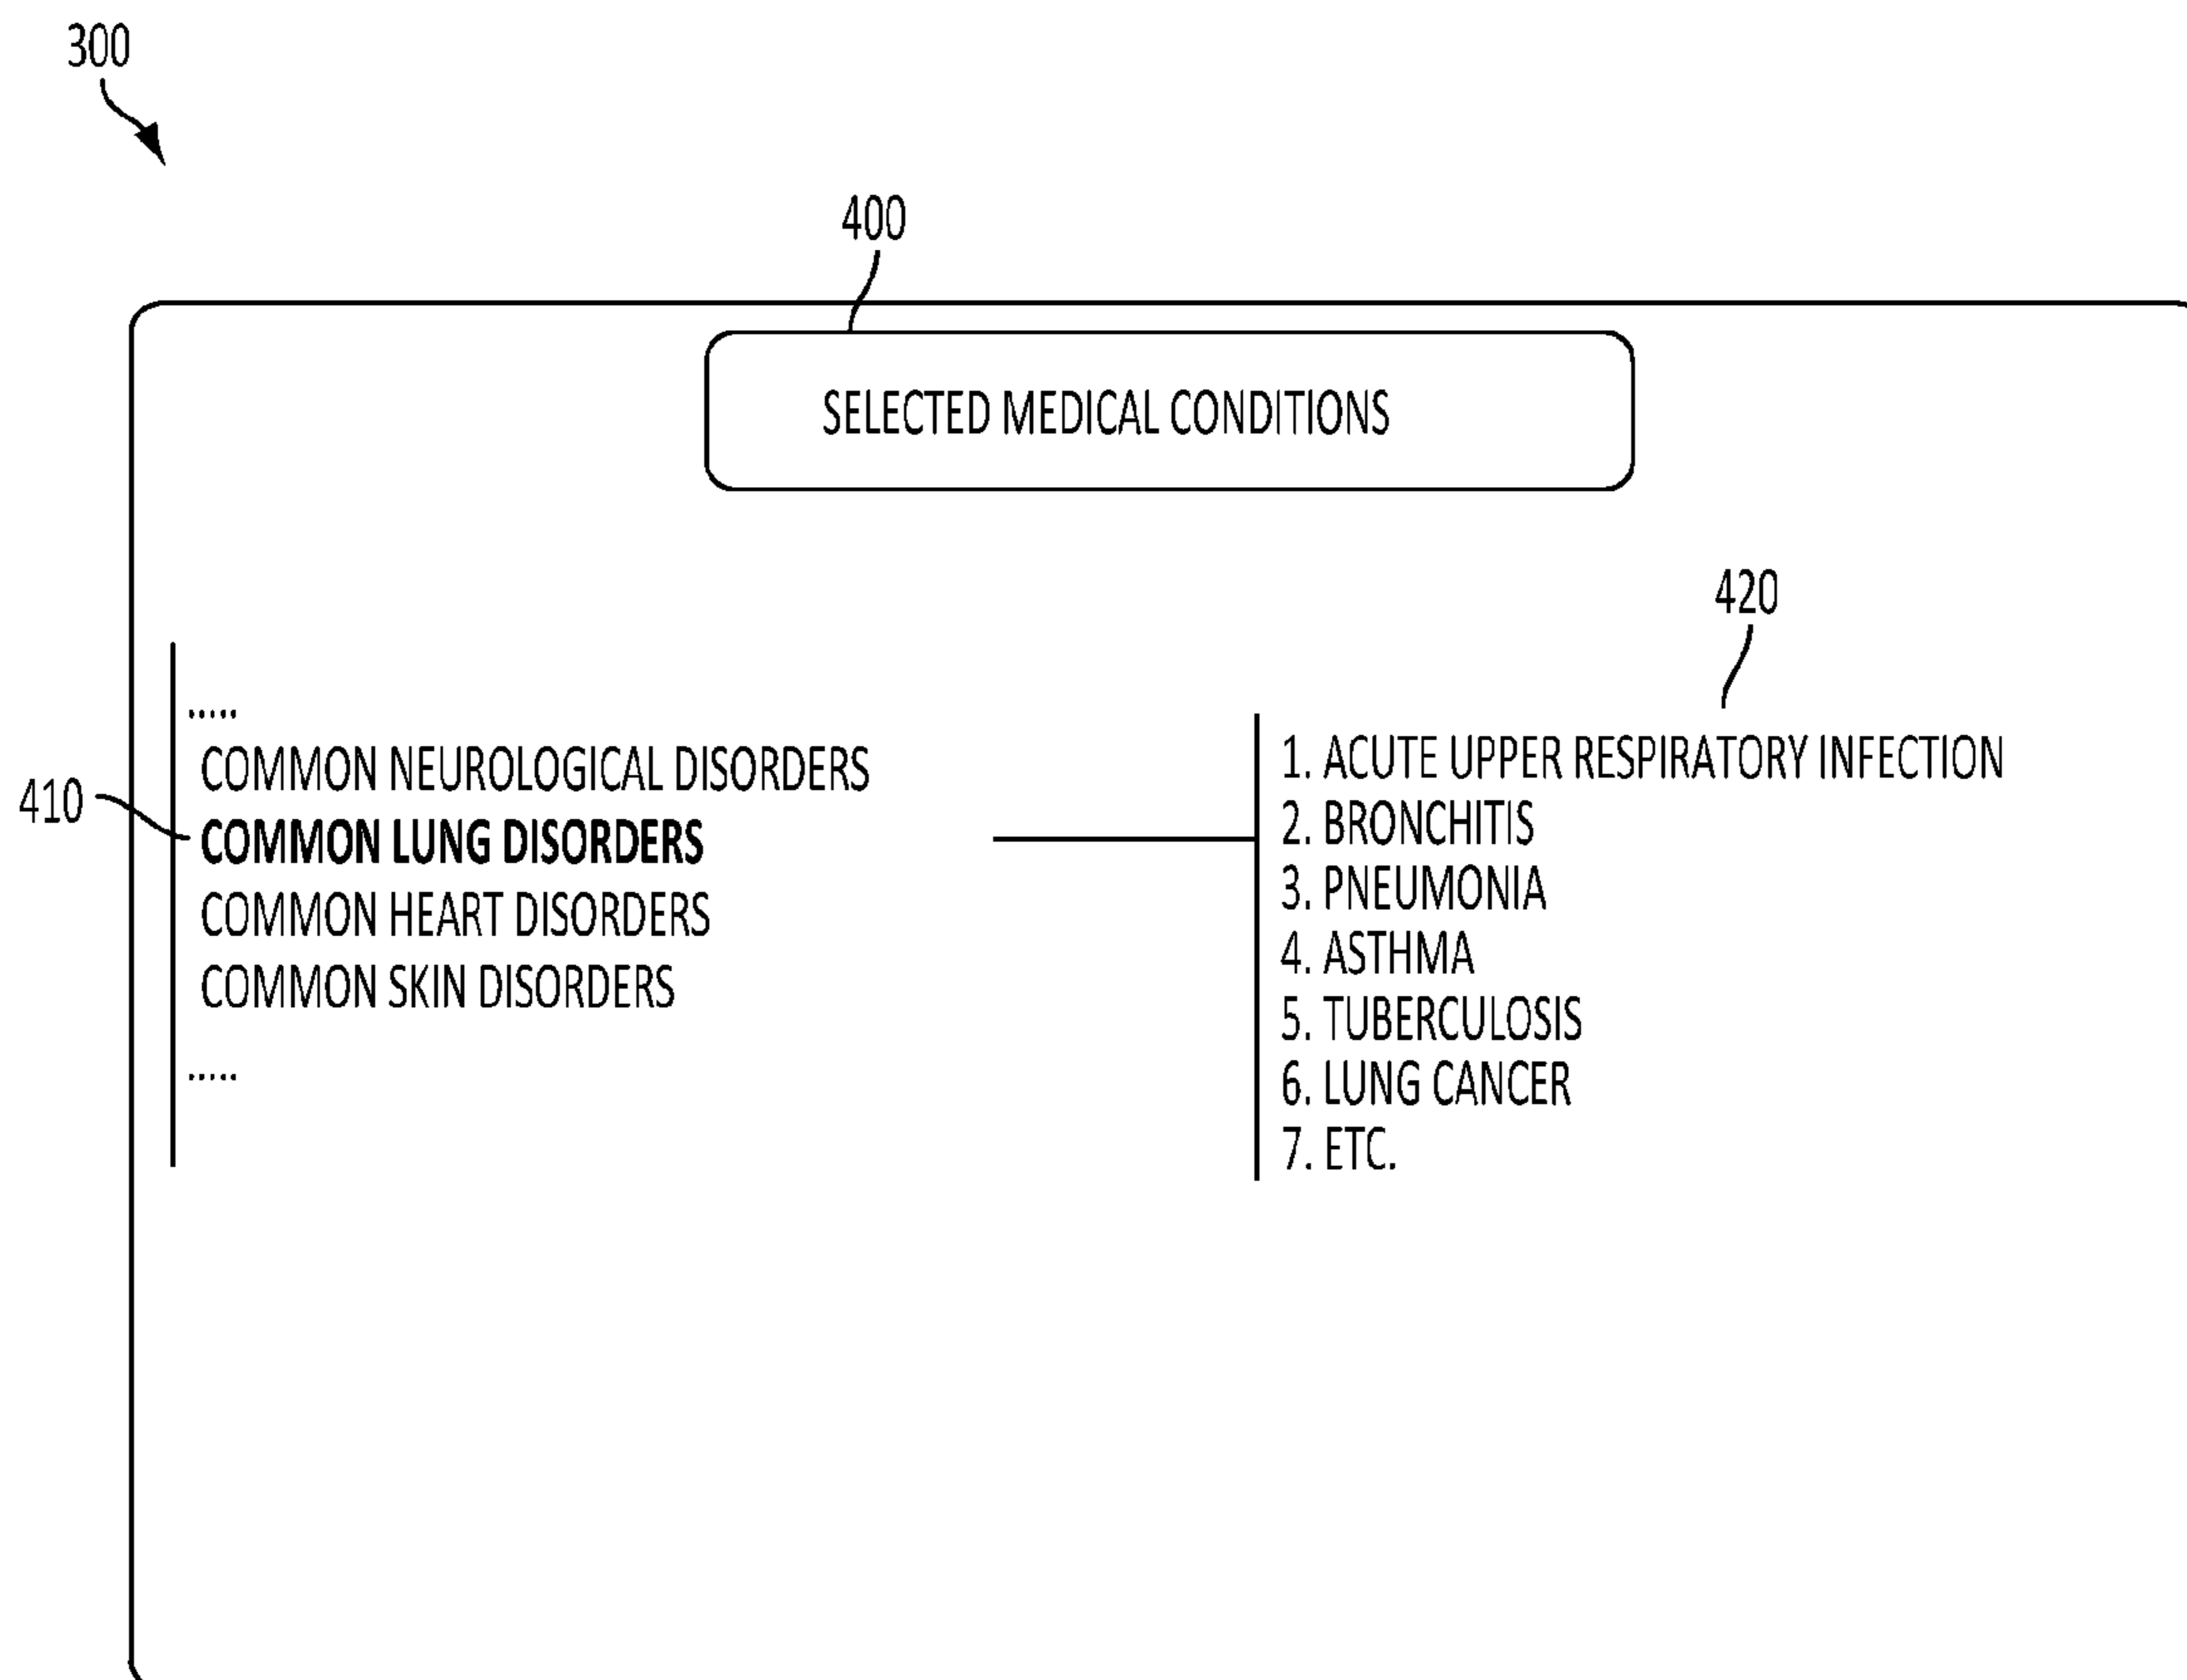 300
400
SELECTED MEDICAL CONDITIONS
420
.....
COMMON NEUROLOGICAL DISORDERS
410
COMMON LUNG DISORDERS
COMMON HEART DISORDERS
COMMON SKIN DISORDERS
.....
1. ACUTE UPPER RESPIRATORY INFECTION
2. BRONCHITIS
3. PNEUMONIA
4. ASTHMA
5. TUBERCULOSIS
6. LUNG CANCER
7. ETC.